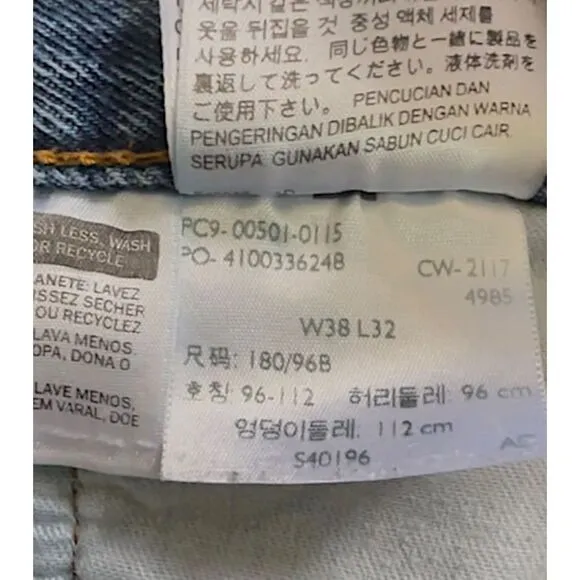 옷을 뒤집을 것 중성 액체 세제를
사용하세요. 同じ色物と一緒に製品を
裏返して洗ってください。液体洗剤を
ご使用下さい。 PENCUCIAN DAN
PENGERINGAN DIBALIK DENGAN WARNA
SERUPA GUNAKAN SABUN CUCI CAIR
SH LESS, WASH
OR RECYCLE
ANETE: LAVEZ
ISSEZ SECHER
OU RECYCLEZ
LAVA MENOS
OPA, DONA O
LAVE MENOS,
EM VARAL, DOE
PC9- 00501-0115
PO- 4100336248
CW- 2117
4985
W38 L32
尺码: 180/96B
호칭 96-112 허리둘레: 96 cm
엉덩이둘레: 112 cm
S40196